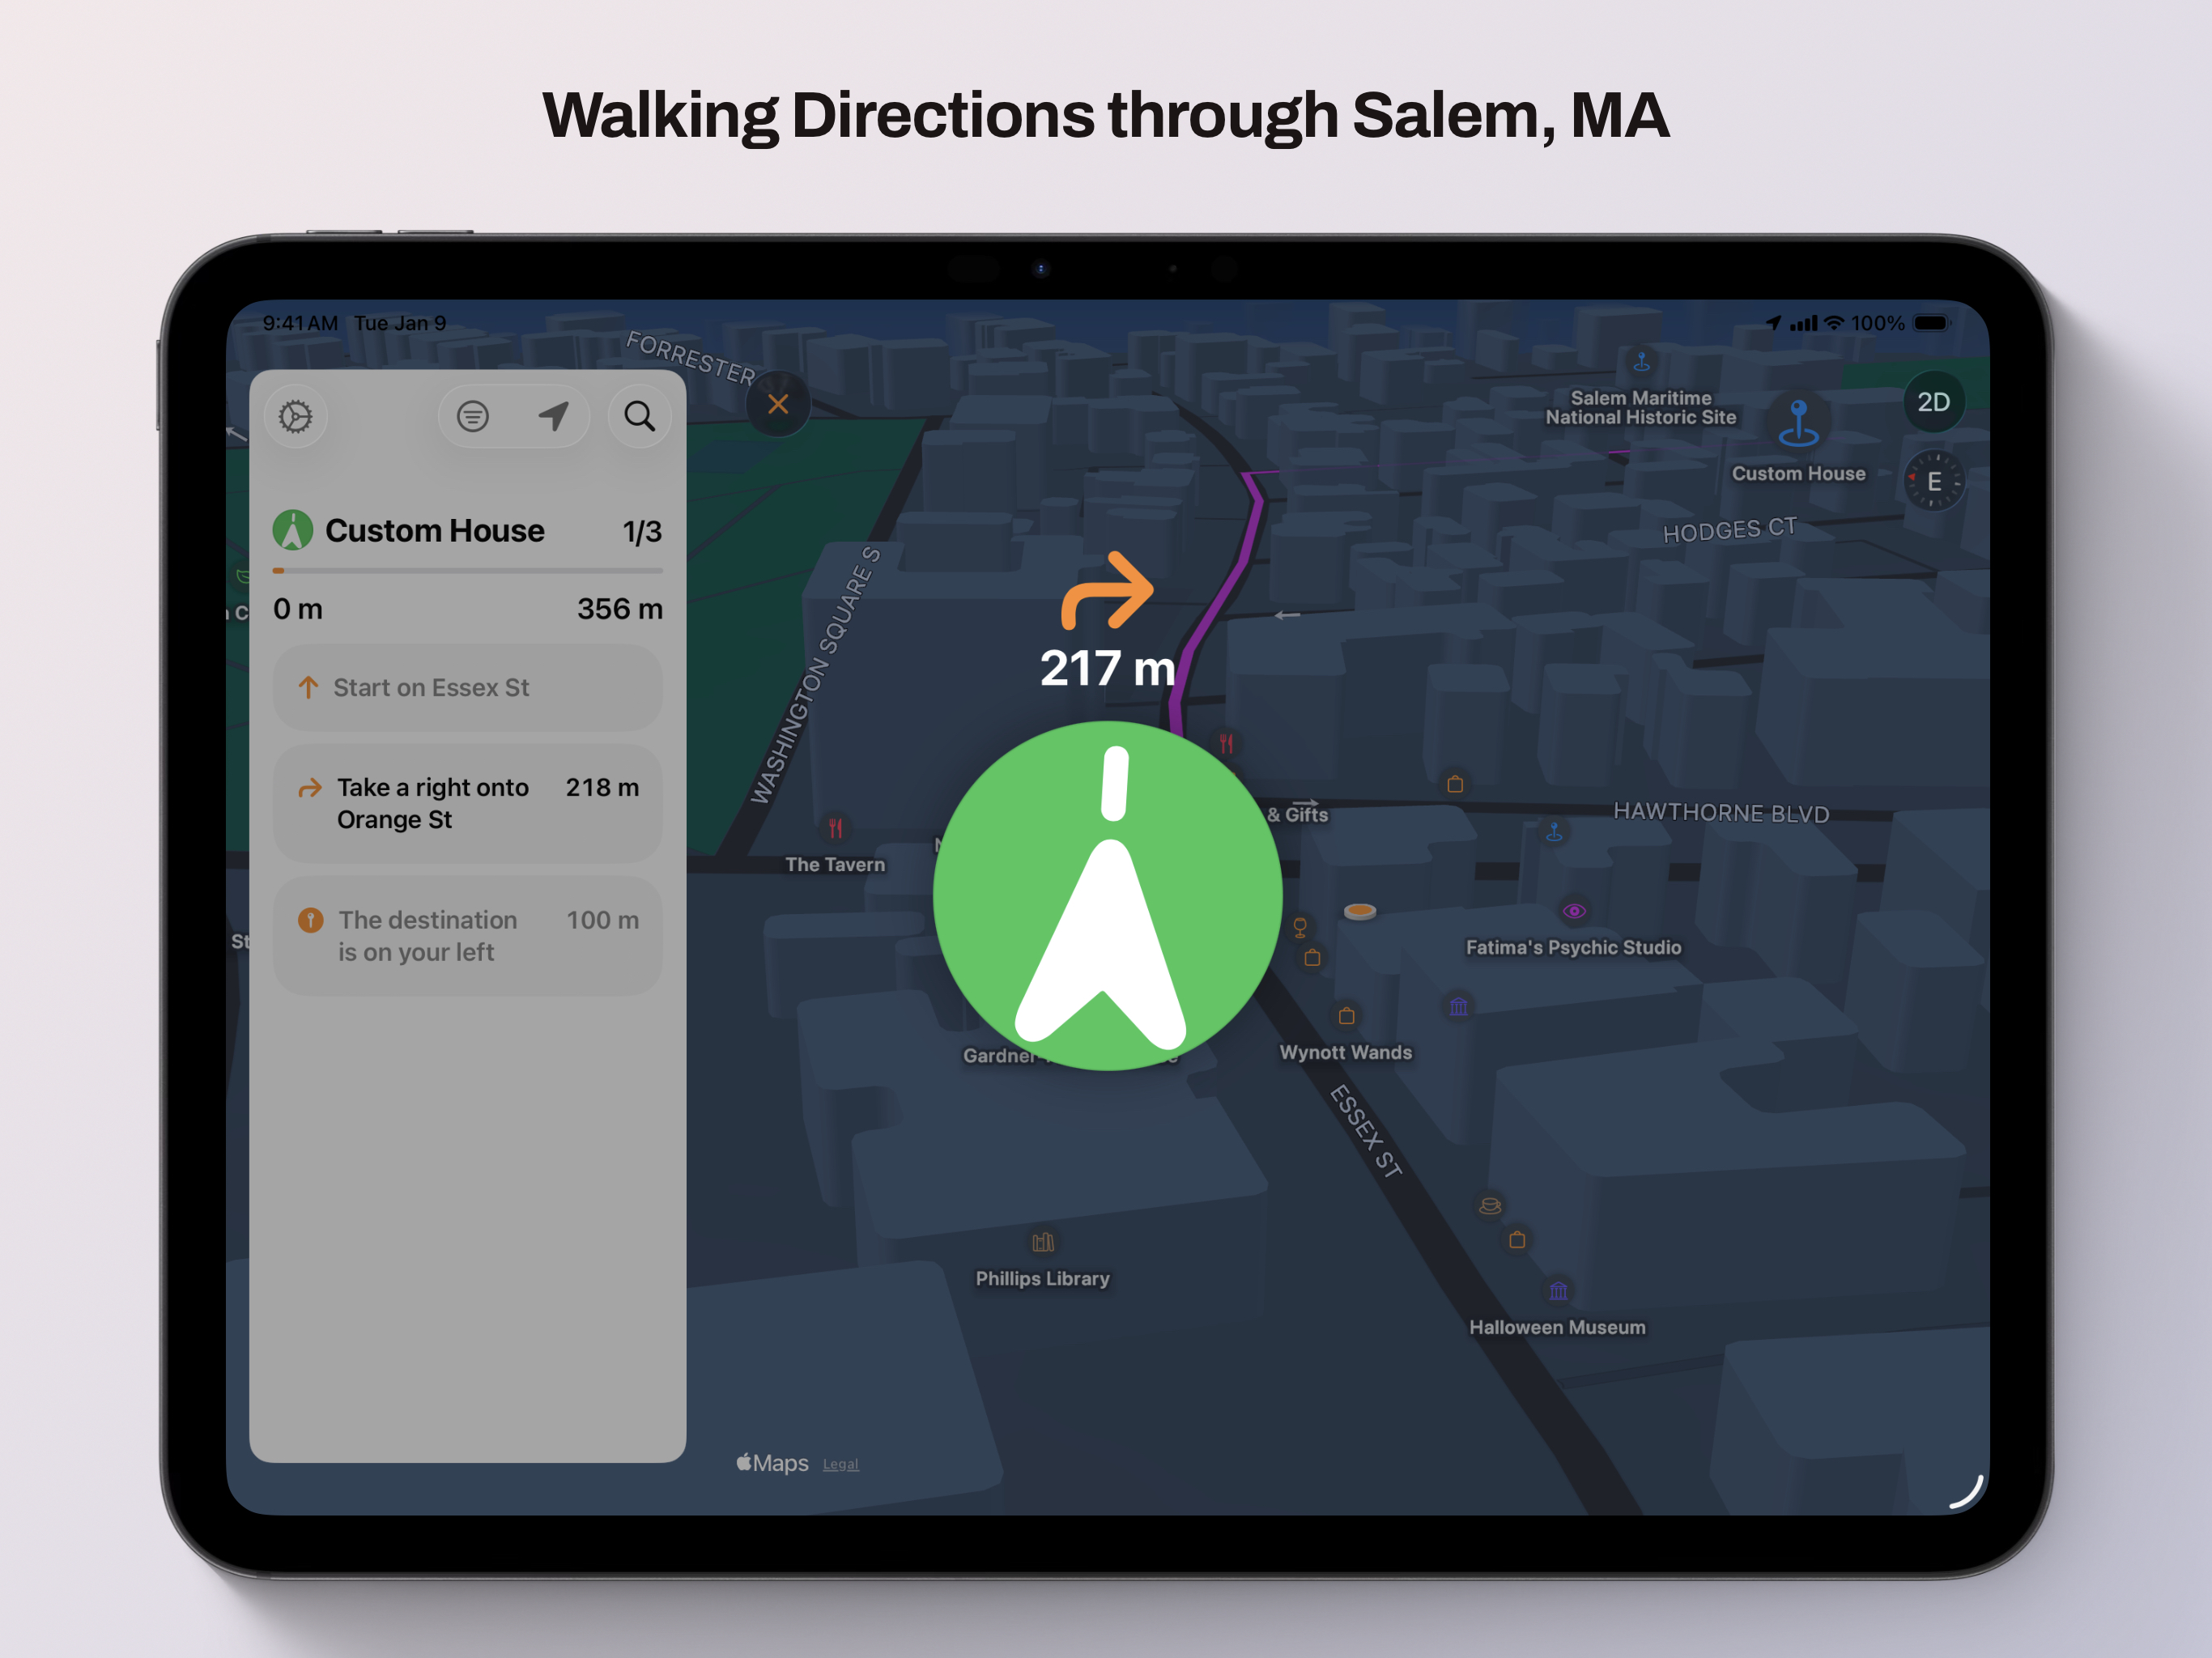 Walking Directions through Salem, MA
9:41 AM Tue Jan 9
100%
FORRESTER
Salem Maritime
National Historic Site
2D
Custom House
E
HODGES CT
Custom House 1/3
0 m 356 m
Start on Essex St
Take a right onto 218 m
Orange St
The destination 100 m
is on your left
WASHINGTON SQUARE S
217 m
& Gifts
HAWTHORNE BLVD
The Tavern
St
Fatima's Psychic Studio
Gardner
Wynott Wands
ESSEX ST
Phillips Library
Halloween Museum
Maps Legal